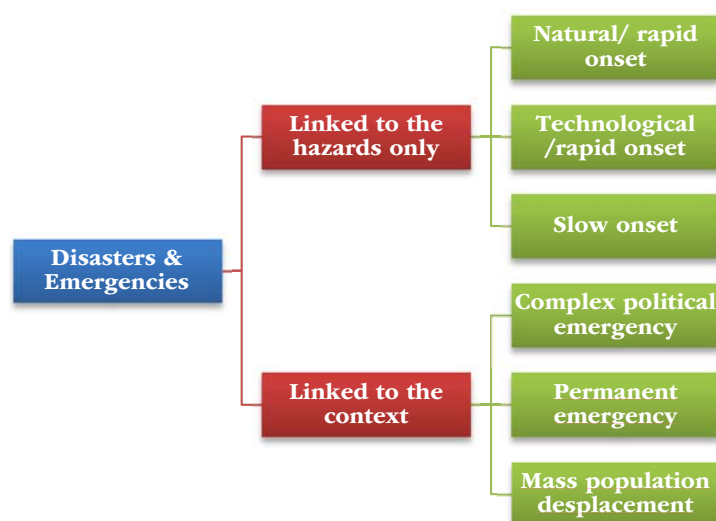 Disasters &
Emergencies
Linked to the
hazards only
Natural/ rapid
onset
Technological
/rapid onset
Slow onset
Linked to the
context
Complex political
emergency
Permanent
emergency
Mass population
desplacement